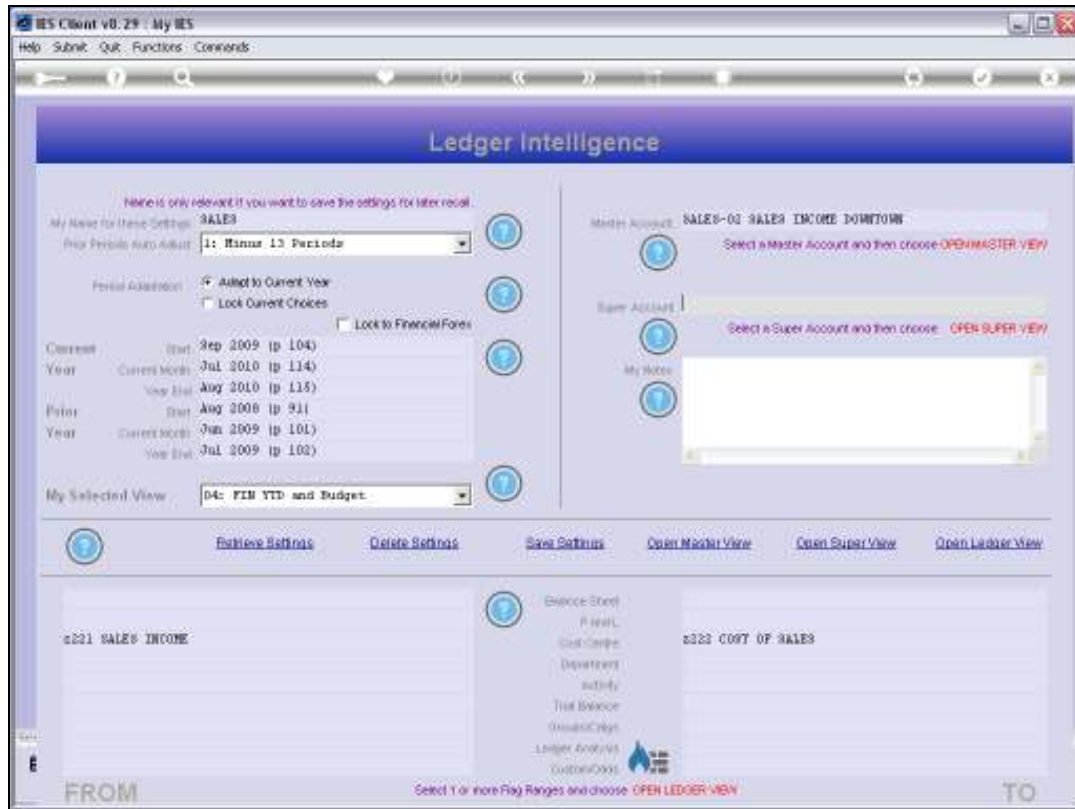 IES Client v8.29 : My IES
Help Submit Quit Functions Commands
Ledger Intelligence
Name is only relevant if you want to save the settings for later recall.
My Name for these Settings SALES
Prior Periods Auto Adjust 1: Minus 13 Periods
Period Adaptation Adapt to Current Year
Lock Current Choices
Lock to Financial Forex
Current Start Sep 2009 (p 104)
Year Current Month Jul 2010 (p 114)
Year End Aug 2010 (p 115)
Prior Start Aug 2008 (p 91)
Year Current Month Jun 2009 (p 101)
Year End Jul 2009 (p 102)
My Selected View 04: FIN YTD and Budget
Master Account SALES-02 SALES INCOME DOWNTOWN
Select a Master Account and then choose OPEN MASTER VIEW
Super Account
Select a Super Account and then choose OPEN SUPER VIEW
My Notes
Retrieve Settings Delete Settings Save Settings Open Master View Open Super View Open Ledger View
Balance Sheet
P and L
z221 SALES INCOME Cost Centre z222 COST OF SALES
Department
Activity
Trial Balance
Ledger Analysis
FROM Select 1 or more Flag Ranges and choose OPEN LEDGER VIEW TO